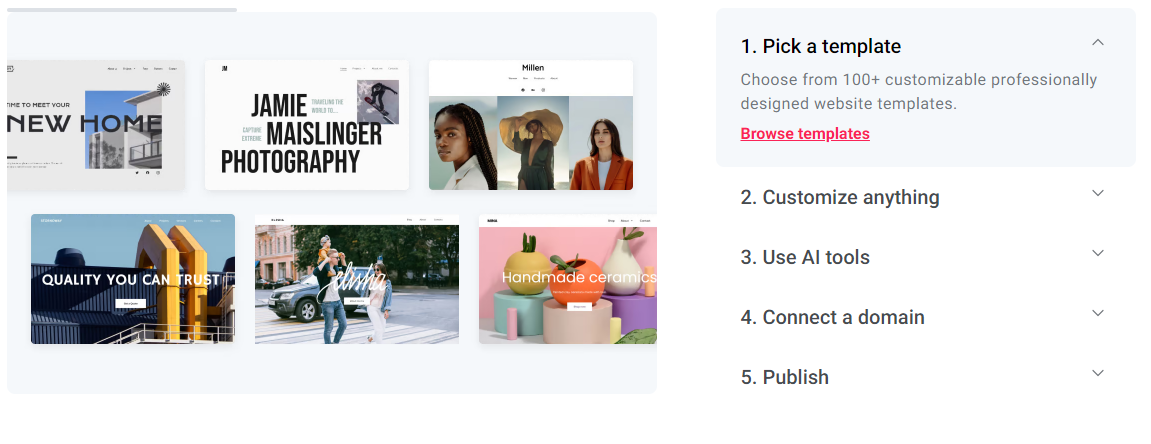 TIME TO MEET YOUR
NEW HOME
JM
JAMIE
TRAVELING THE
WORLD TO...
CAPTURE
EXTREME
MAISLINGER
PHOTOGRAPHY
Millen
QUALITY YOU CAN TRUST
elisha
Handmade ceramics
1. Pick a template
Choose from 100+ customizable professionally
designed website templates.
Browse templates
2. Customize anything
3. Use AI tools
4. Connect a domain
5. Publish